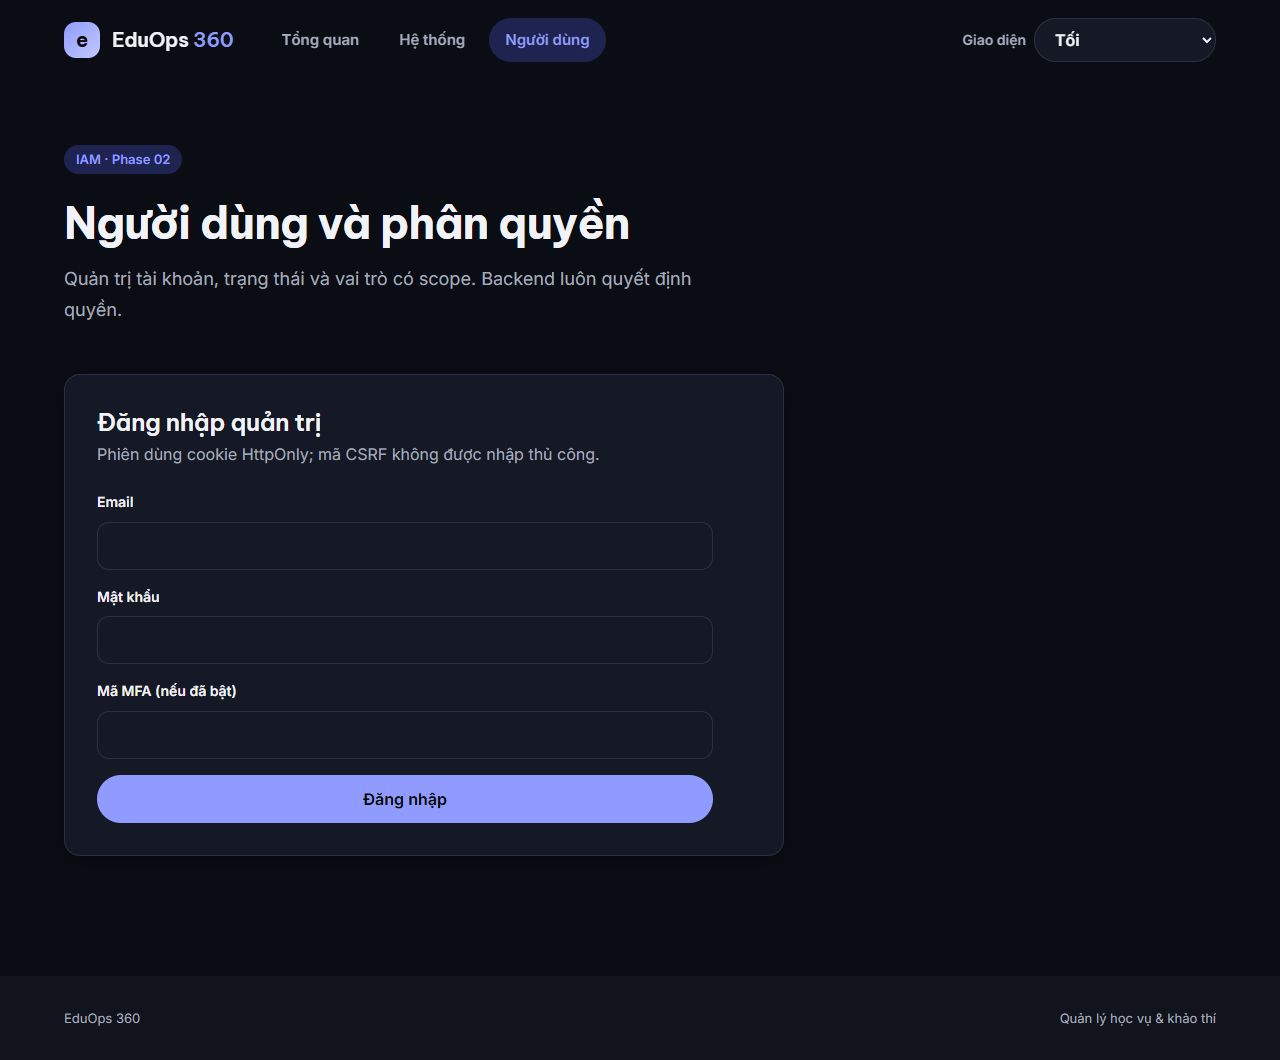 e EduOps 360
Tổng quan
Hệ thống
Người dùng
Giao diện
Tối
IAM · Phase 02
Người dùng và phân quyền
Quản trị tài khoản, trạng thái và vai trò có scope. Backend luôn quyết định
quyền.
Đăng nhập quản trị
Phiên dùng cookie HttpOnly; mã CSRF không được nhập thủ công.
Email
Mật khẩu
Mã MFA (nếu đã bật)
Đăng nhập
EduOps 360
Quản lý học vụ & khảo thí